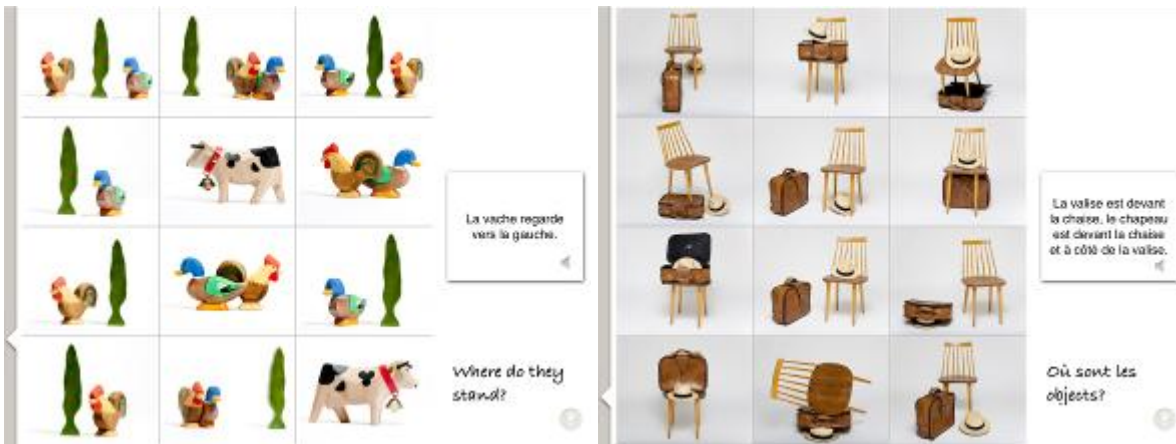 La vache regarde
vers la gauche.
Where do they
stand?
La valise est devant
la chaise, le chapeau
est devant la chaise
et à côté de la valise.
Où sont les
objects?